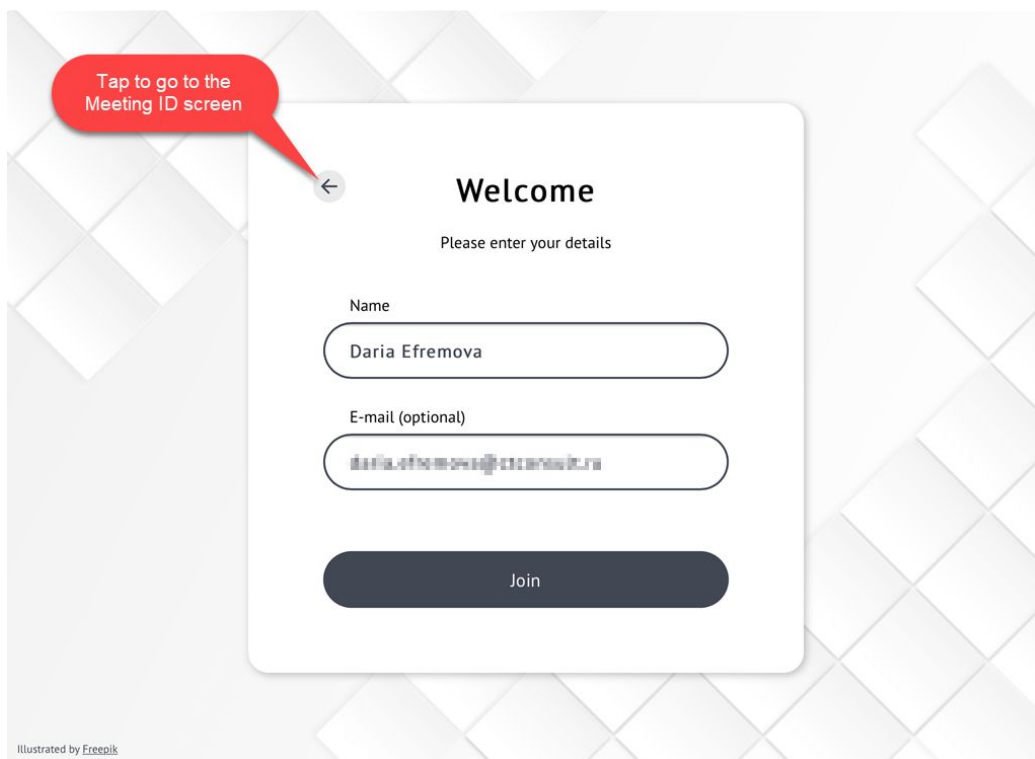 Tap to go to the
Meeting ID screen
Welcome
Please enter your details
Name
Daria Efremova
E-mail (optional)
Join
Illustrated by Freepik